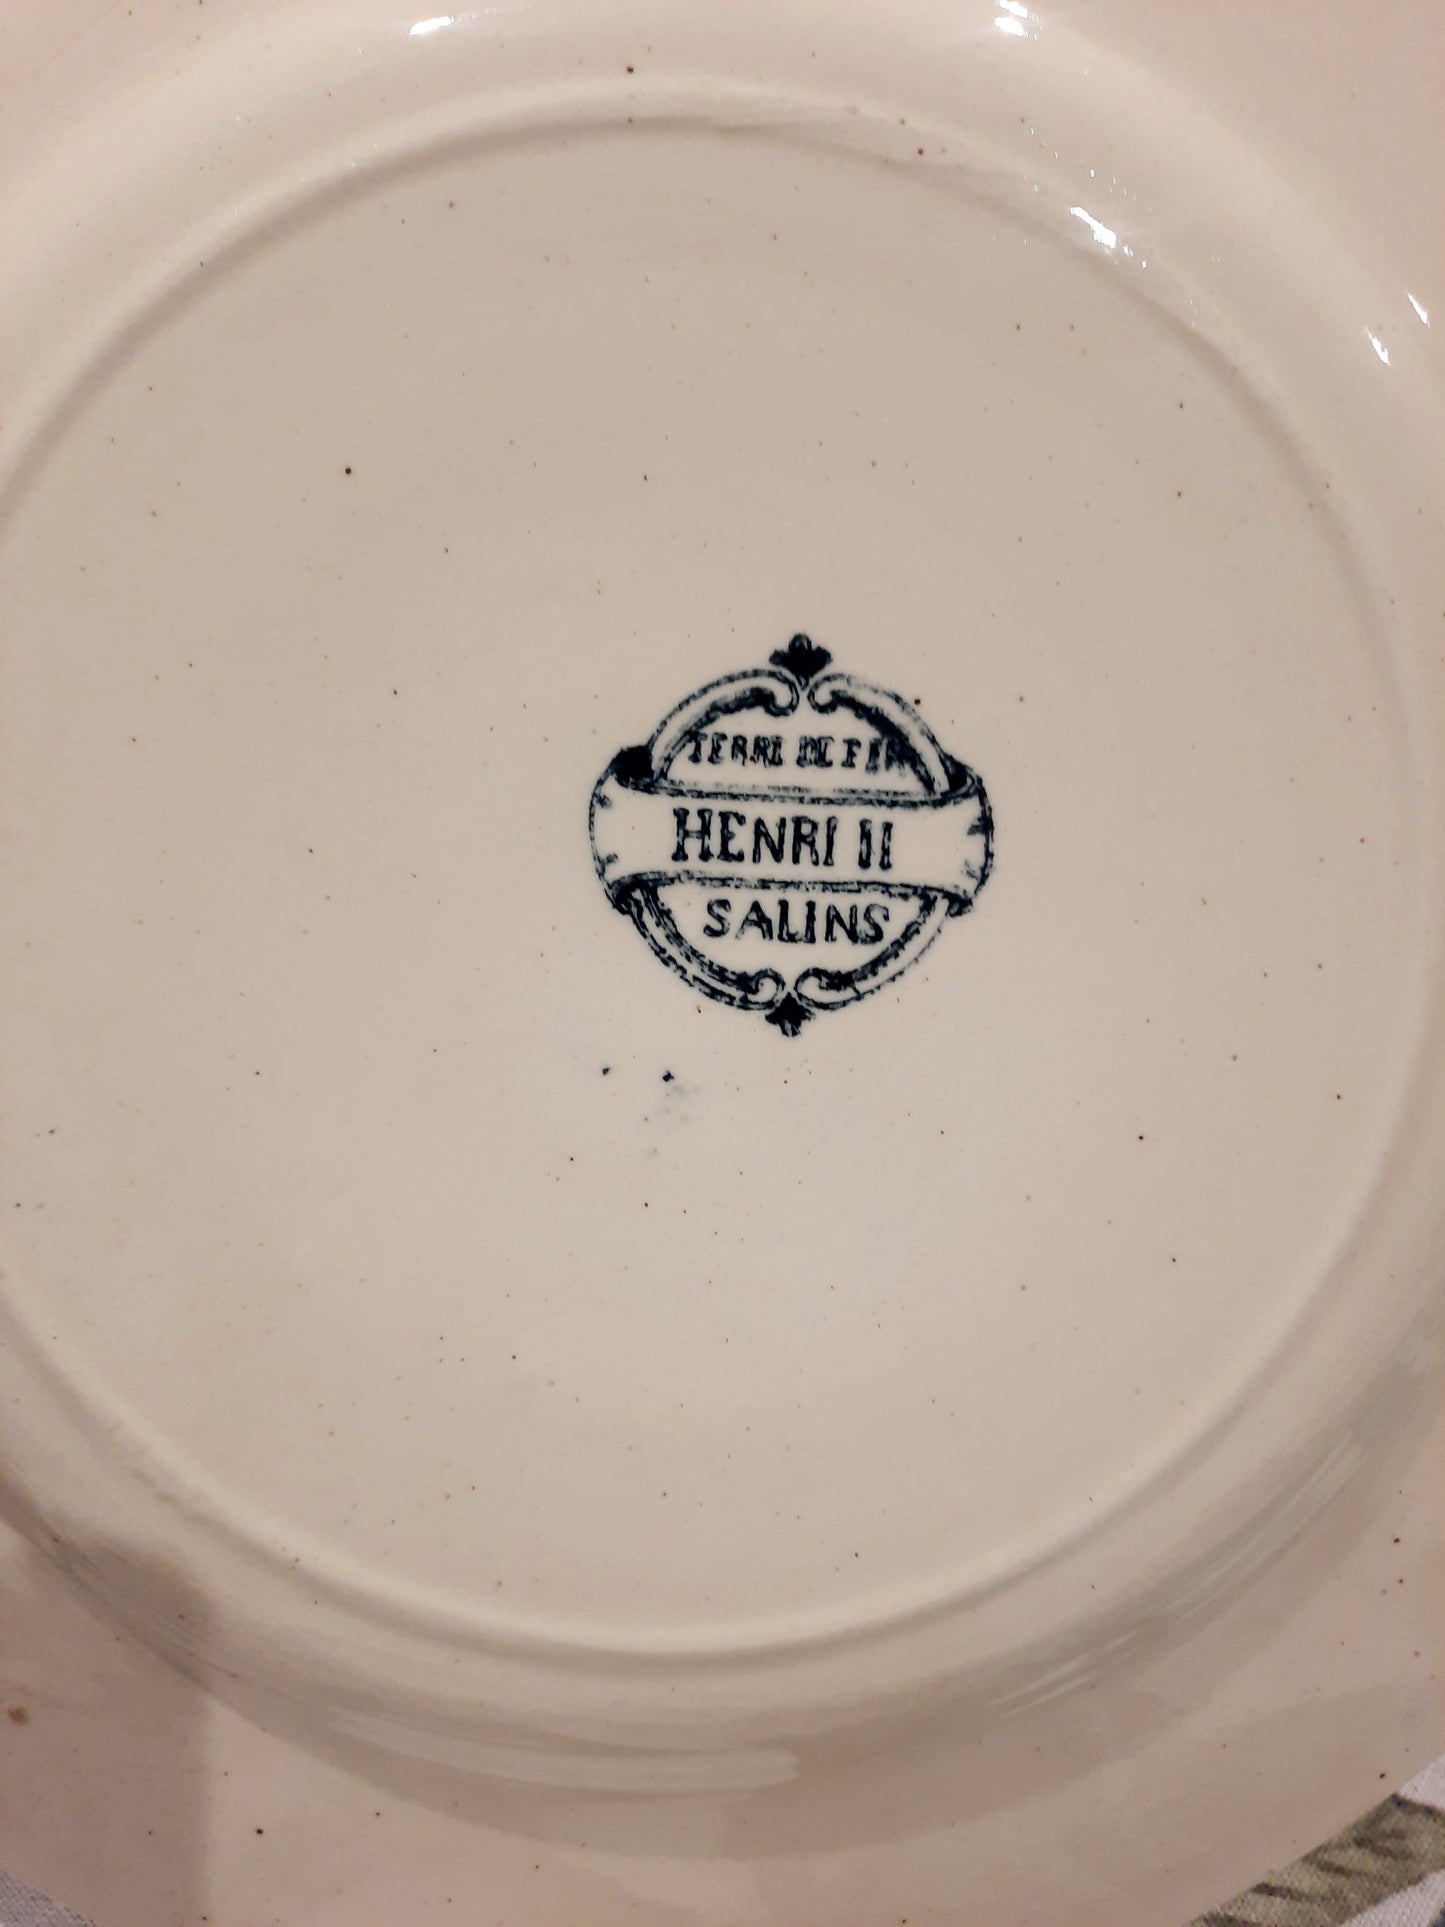 TERRE DE FER
HENRI II
SALINS